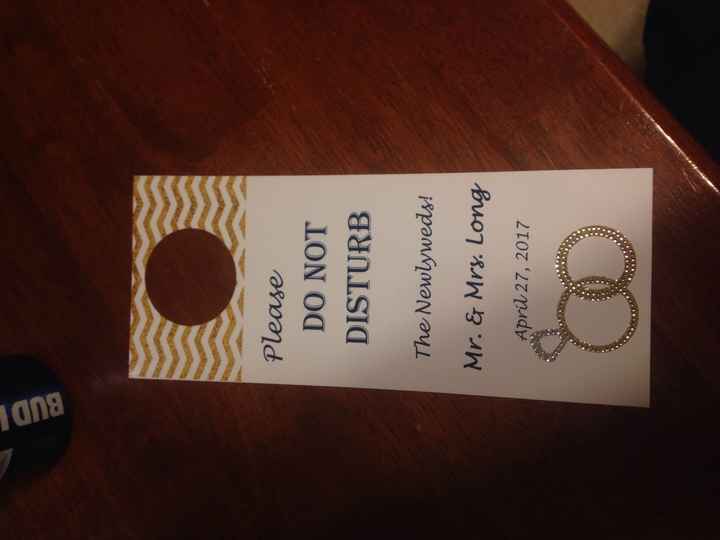 Please
DO NOT
DISTURB
The Newlyweds!
Mr. & Mrs. Long
April 27, 2017
BUD